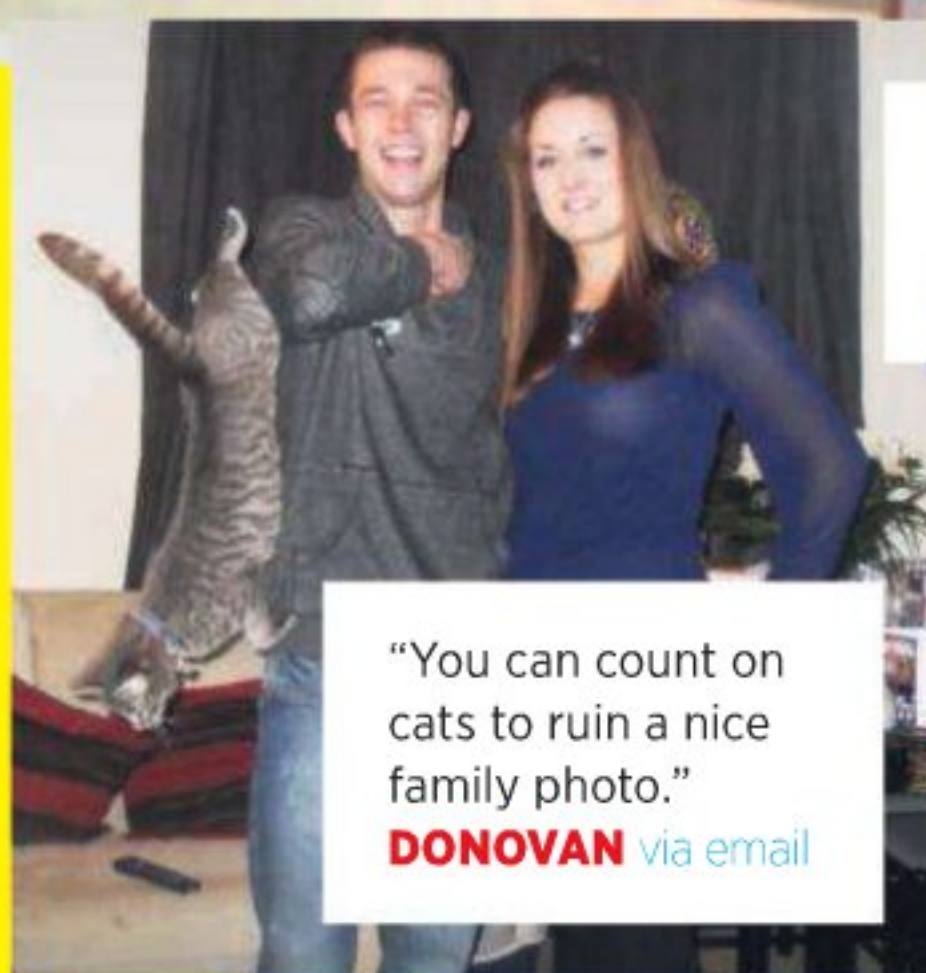 “You can count on
cats to ruin a nice
family photo.”
DONOVAN via email